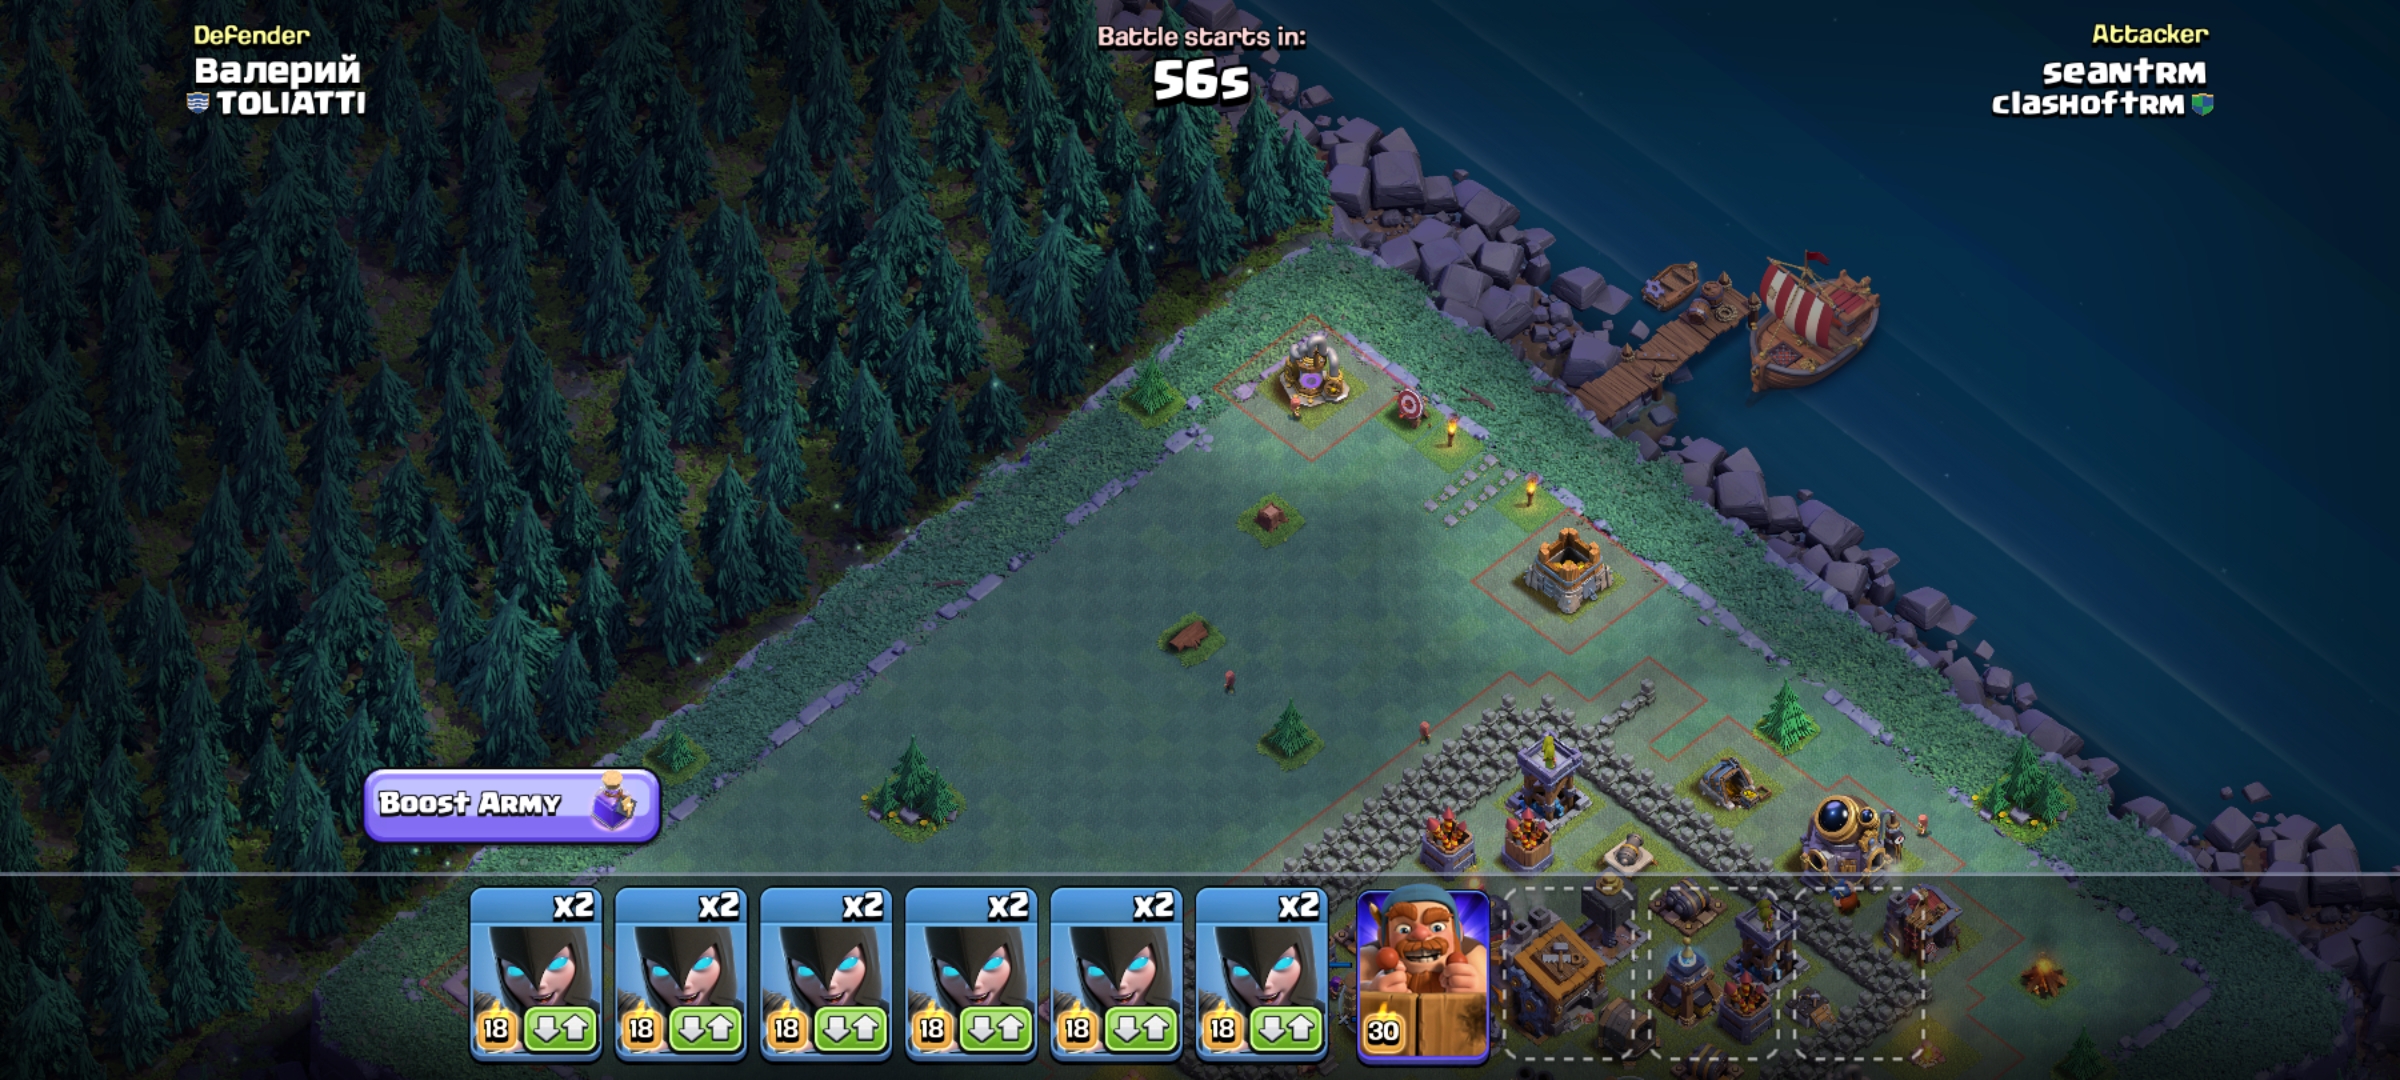 Defender
Валерий
TOLIATTI
Battle starts in:
56s
Attacker
seantRM
clashoftRM
Boost Army
x2
x2
x2
x2
x2
x2
18
18
18
18
18
18
30